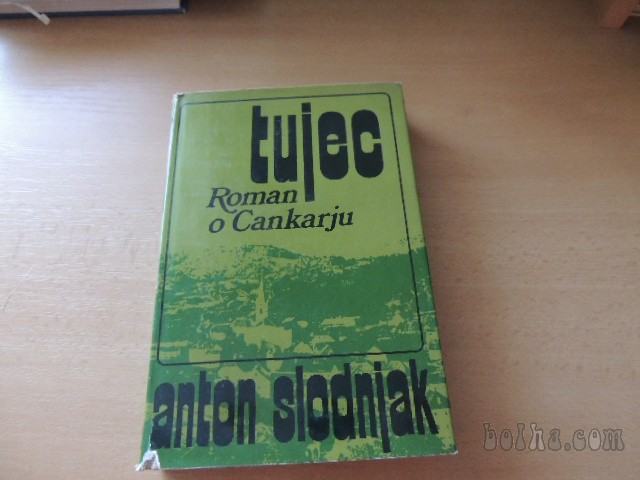 tujec
Roman
o Cankarju
anton slodnjak
bolha.com